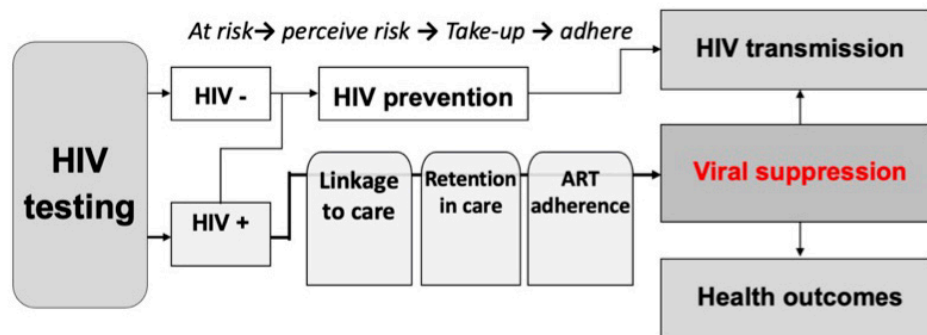 At risk→ perceive risk → Take-up → adhere
HIV testing
HIV -
HIV prevention
HIV transmission
HIV +
Linkage to care
Retention in care
ART adherence
Viral suppression
Health outcomes